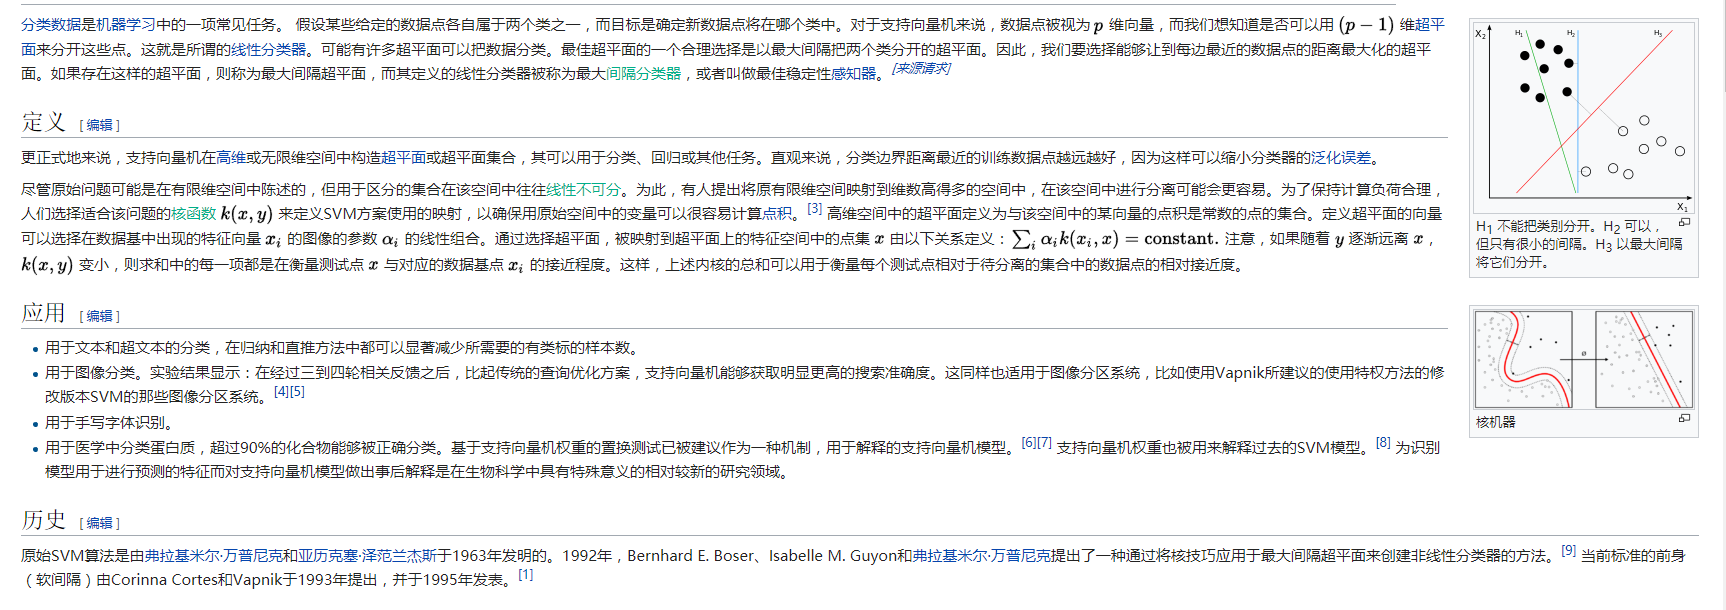 分类数据是机器学习中的一项常见任务。 假设某些给定的数据点各自属于两个类之一，而目标是确定新数据点将在哪个类中。对于支持向量机来说，数据点被视为 p 维向量，而我们想知道是否可以用 (p − 1) 维超平
面来分开这些点。这就是所谓的线性分类器。可能有许多超平面可以把数据分类。最佳超平面的一个合理选择是以最大间隔把两个类分开的超平面。因此，我们要选择能够让到每边最近的数据点的距离最大化的超平
面。如果存在这样的超平面，则称为最大间隔超平面，而其定义的线性分类器被称为最大间隔分类器，或者叫做最佳稳定性感知器。[来源请求]
定义 [编辑]
更正式地来说，支持向量机在高维或无限维空间中构造超平面或超平面集合，其可以用于分类、回归或其他任务。直观来说，分类边界距离最近的训练数据点越远越好，因为这样可以缩小分类器的泛化误差。
尽管原始问题可能是在有限维空间中陈述的，但用于区分的集合在该空间中往往线性不可分。为此，有人提出将原有限维空间映射到维数高得多的空间中，在该空间中进行分离可能会更容易。为了保持计算负荷合理，
人们选择适合该问题的核函数 k(x, y) 来定义SVM方案使用的映射，以确保用原始空间中的变量可以很容易计算点积。[3] 高维空间中的超平面定义为与该空间中的某向量的点积是常数的点的集合。定义超平面的向量
可以选择在数据基中出现的特征向量 xᵢ 的图像的参数 αᵢ 的线性组合。通过选择超平面，被映射到超平面上的特征空间中的点集 x 由以下关系定义：∑ᵢ αᵢk(xᵢ, x) = constant. 注意，如果随着 y 逐渐远离 x，
k(x, y) 变小，则求和中的每一项都是在衡量测试点 x 与对应的数据基点 xᵢ 的接近程度。这样，上述内核的总和可以用于衡量每个测试点相对于待分离的集合中的数据点的相对接近度。
应用 [编辑]
用于文本和超文本的分类，在归纳和直推方法中都可以显著减少所需要的有类标的样本数。
用于图像分类。实验结果显示：在经过三到四轮相关反馈之后，比起传统的查询优化方案，支持向量机能够获取明显更高的搜索准确度。这同样也适用于图像分区系统，比如使用Vapnik所建议的使用特权方法的修
改版本SVM的那些图像分区系统。[4][5]
用于手写字体识别。
用于医学中分类蛋白质，超过90%的化合物能够被正确分类。基于支持向量机权重的置换测试已被建议作为一种机制，用于解释的支持向量机模型。[6][7] 支持向量机权重也被用来解释过去的SVM模型。[8] 为识别
模型用于进行预测的特征而对支持向量机模型做出事后解释是在生物科学中具有特殊意义的相对较新的研究领域。
历史 [编辑]
原始SVM算法是由弗拉基米尔·万普尼克和亚历克塞·泽范兰杰斯于1963年发明的。1992年，Bernhard E. Boser、Isabelle M. Guyon和弗拉基米尔·万普尼克提出了一种通过将核技巧应用于最大间隔超平面来创建非线性分类器的方法。[9] 当前标准的前身
（软间隔）由Corinna Cortes和Vapnik于1993年提出，并于1995年发表。[1]
X₂ H₁ H₂ H₃
X₁
H₁ 不能把类别分开。H₂ 可以，
但只有很小的间隔。H₃ 以最大间隔
将它们分开。
ø
核机器